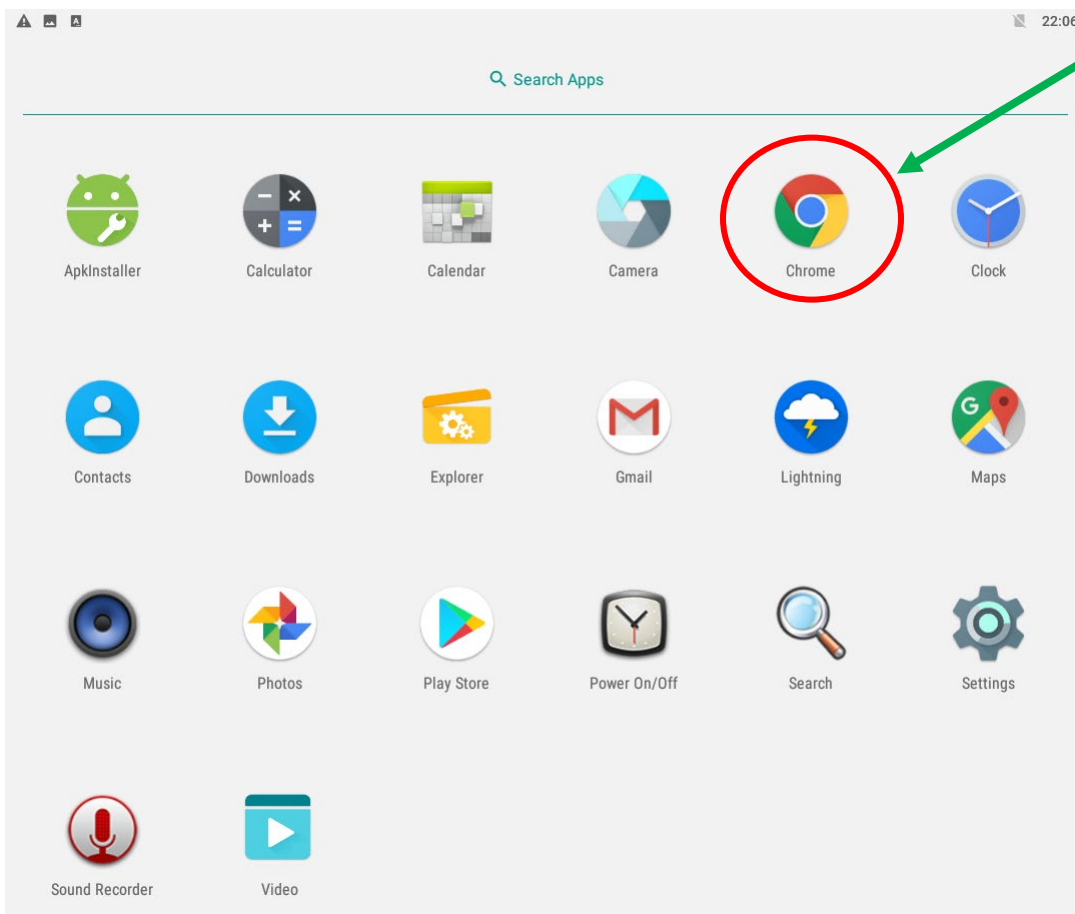 22:06
Search Apps
ApkInstaller
Calculator
Calendar
Camera
Chrome
Clock
Contacts
Downloads
Explorer
Gmail
Lightning
G
Maps
Music
Photos
Play Store
Power On/Off
Search
Settings
Sound Recorder
Video